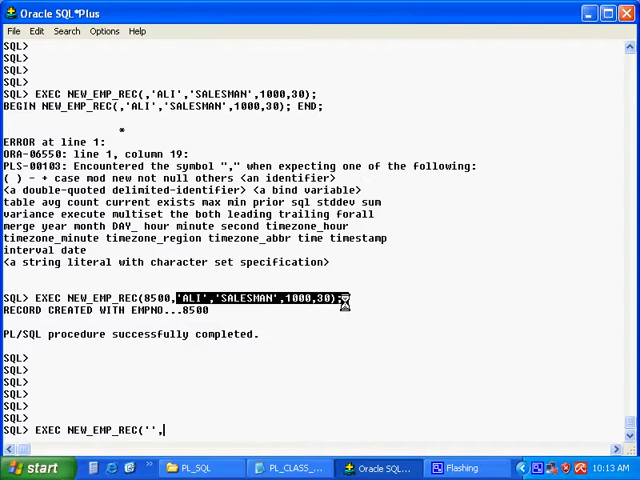 Oracle SQL*Plus
File Edit Search Options Help
SQL>
SQL>
SQL>
SQL>
SQL> EXEC NEW_EMP_REC(,'ALI','SALESMAN',1000,30);
BEGIN NEW_EMP_REC(,'ALI','SALESMAN',1000,30); END;
*
ERROR at line 1:
ORA-06550: line 1, column 19:
PLS-00103: Encountered the symbol "," when expecting one of the following:
( ) - + case mod new not null others <an identifier>
<a double-quoted delimited-identifier> <a bind variable>
table avg count current exists max min prior sql stddev sum
variance execute multiset the both leading trailing forall
merge year month DAY_ hour minute second timezone_hour
timezone_minute timezone_region timezone_abbr time timestamp
interval date
<a string literal with character set specification>
SQL> EXEC NEW_EMP_REC(8500,'ALI','SALESMAN',1000,30);
RECORD CREATED WITH EMPNO...8500
PL/SQL procedure successfully completed.
SQL>
SQL>
SQL>
SQL>
SQL>
SQL>
SQL> EXEC NEW_EMP_REC('',
start PL_SQL PL_CLASS_... Oracle SQL*... Flashing 10:13 AM